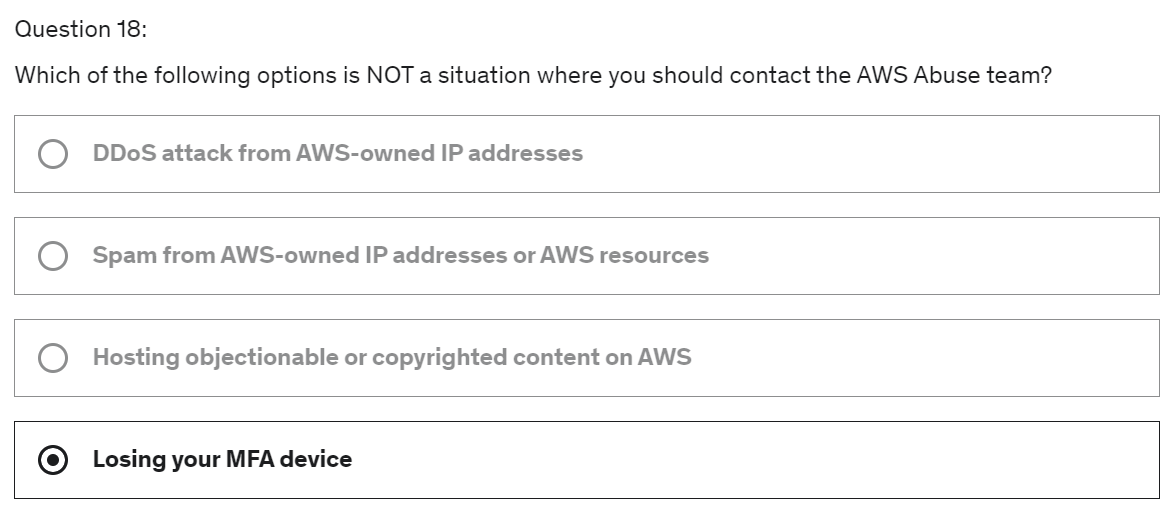 Question 18:
Which of the following options is NOT a situation where you should contact the AWS Abuse team?
DDoS attack from AWS-owned IP addresses
Spam from AWS-owned IP addresses or AWS resources
Hosting objectionable or copyrighted content on AWS
Losing your MFA device